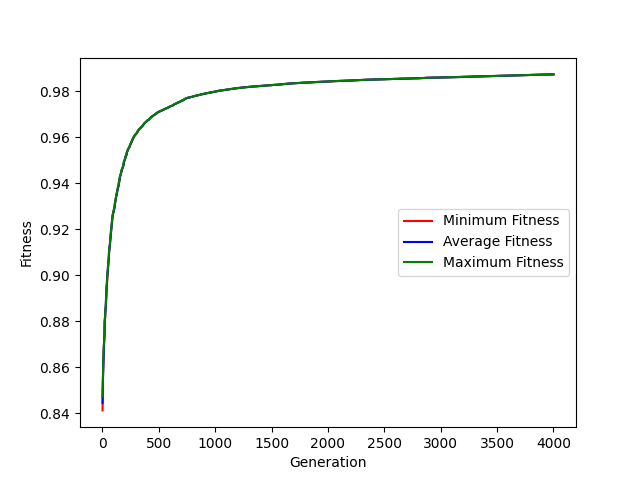 0.98
0.96
0.94
0.92
0.90
0.88
0.86
0.84
Fitness
Minimum Fitness
Average Fitness
Maximum Fitness
0 500 1000 1500 2000 2500 3000 3500 4000
Generation